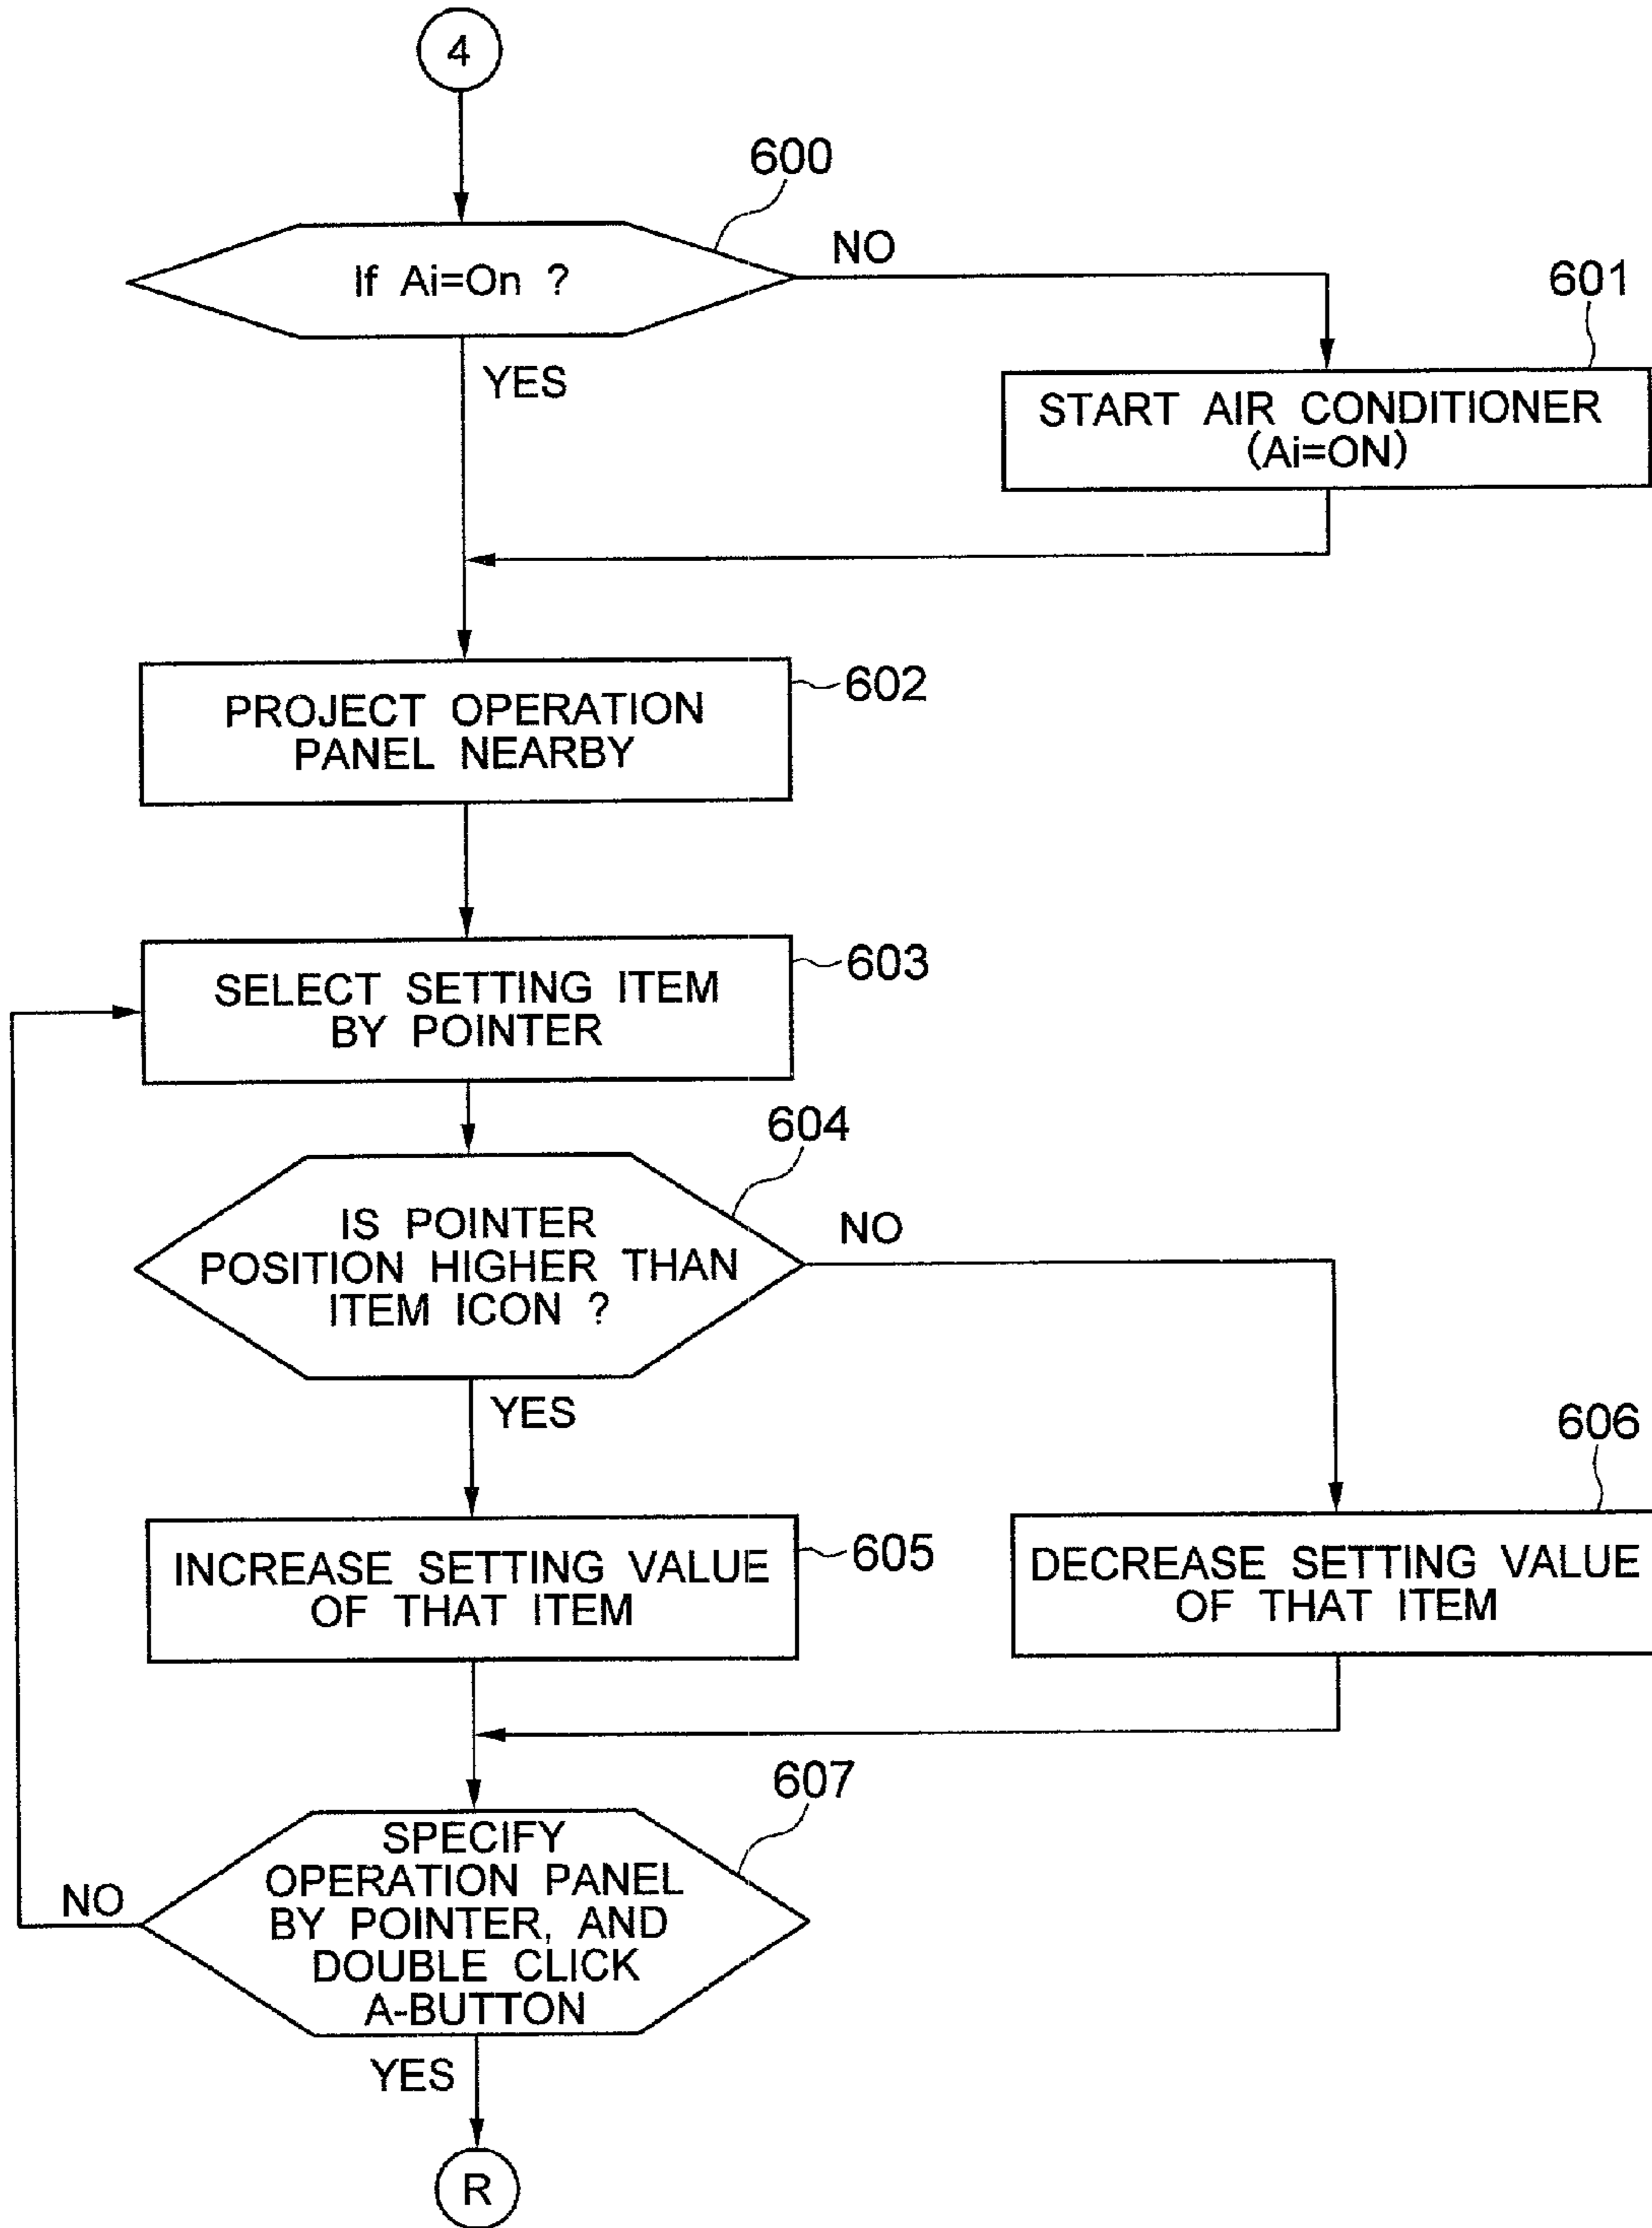 4
600
If Ai=On ?
NO
601
YES
START AIR CONDITIONER
(Ai=ON)
602
PROJECT OPERATION
PANEL NEARBY
603
SELECT SETTING ITEM
BY POINTER
604
IS POINTER
POSITION HIGHER THAN
ITEM ICON ?
NO
YES
606
605
INCREASE SETTING VALUE
OF THAT ITEM
DECREASE SETTING VALUE
OF THAT ITEM
607
SPECIFY
OPERATION PANEL
BY POINTER, AND
DOUBLE CLICK
A-BUTTON
NO
YES
R